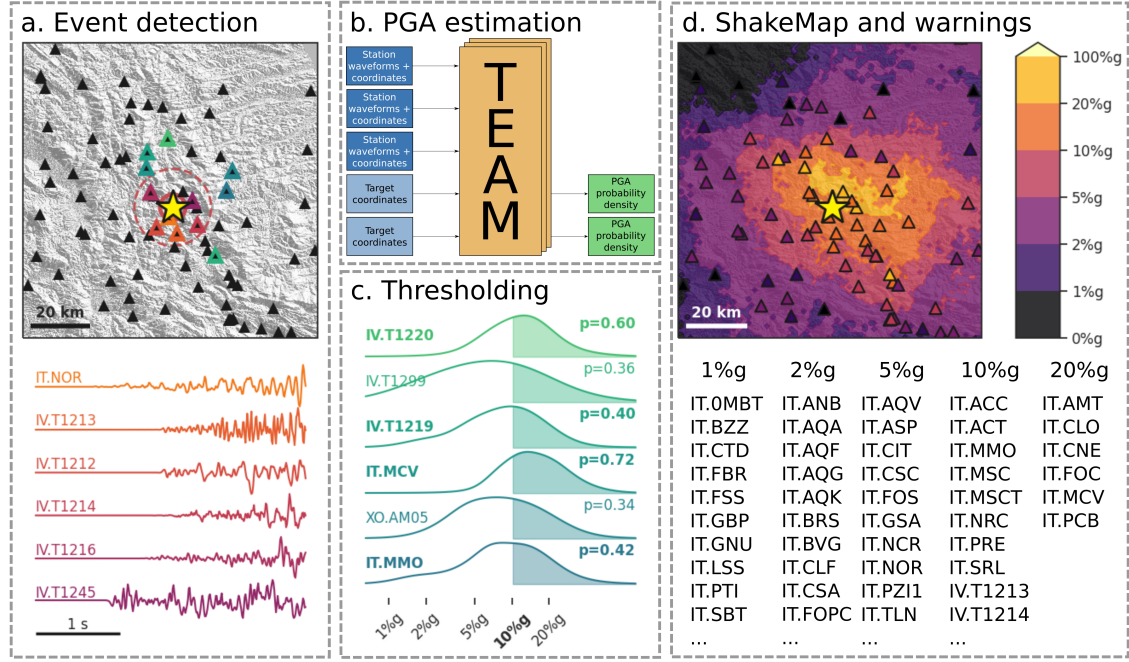 a. Event detection
20 km
IT.NOR
IV.T1213
IV.T1212
IV.T1214
IV.T1216
IV.T1245
1 s
b. PGA estimation
Station
waveforms +
coordinates
Station
waveforms +
coordinates
Station
waveforms +
coordinates
Target
coordinates
Target
coordinates
T
E
A
M
PGA
probability
density
PGA
probability
density
c. Thresholding
IV.T1220 p=0.60
IV.T1299 p=0.36
IV.T1219 p=0.40
IT.MCV p=0.72
XO.AM05 p=0.34
IT.MMO p=0.42
1%g 2%g 5%g 10%g 20%g
d. ShakeMap and warnings
20 km
100%g
20%g
10%g
5%g
2%g
1%g
0%g
1%g 2%g 5%g 10%g 20%g
IT.0MBT IT.ANB IT.AQV IT.ACC IT.AMT
IT.BZZ IT.AQA IT.ASP IT.ACT IT.CLO
IT.CTD IT.AQF IT.CIT IT.MMO IT.CNE
IT.FBR IT.AQG IT.CSC IT.MSC IT.FOC
IT.FSS IT.AQK IT.FOS IT.MSCT IT.MCV
IT.GBP IT.BRS IT.GSA IT.NRC IT.PCB
IT.GNU IT.BVG IT.NCR IT.PRE
IT.LSS IT.CLF IT.NOR IT.SRL
IT.PTI IT.CSA IT.PZI1 IV.T1213
IT.SBT IT.FOPC IT.TLN IV.T1214
... ... ... ...